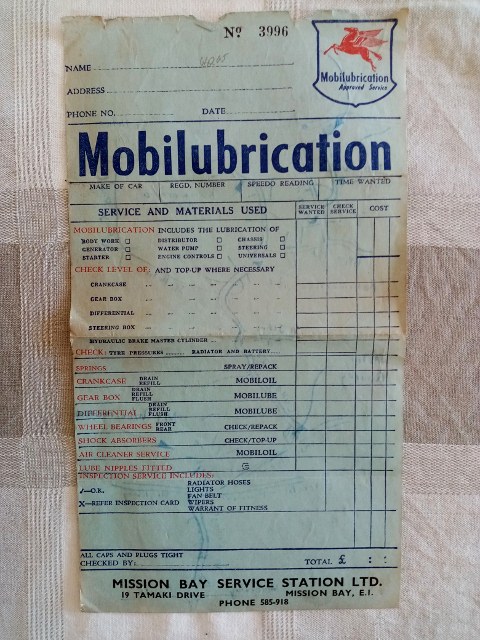 Nº 3996
NAME
ADDRESS
PHONE NO. DATE
Mobilubrication
Approved Service
Mobilubrication
MAKE OF CAR REGD. NUMBER SPEEDO READING TIME WANTED
SERVICE AND MATERIALS USED SERVICE WANTED CHECK SERVICE COST
MOBILUBRICATION INCLUDES THE LUBRICATION OF
BODY WORK DISTRIBUTOR CHASSIS
GENERATOR WATER PUMP STEERING
STARTER ENGINE CONTROLS UNIVERSALS
CHECK LEVEL OF: AND TOP-UP WHERE NECESSARY
CRANKCASE
GEAR BOX
DIFFERENTIAL
STEERING BOX
HYDRAULIC BRAKE MASTER CYLINDER
CHECK: TYRE PRESSURES RADIATOR AND BATTERY
SPRINGS SPRAY/REPACK
CRANKCASE DRAIN REFILL MOBILOIL
GEAR BOX DRAIN REFILL FLUSH MOBILUBE
DIFFERENTIAL DRAIN REFILL FLUSH MOBILUBE
WHEEL BEARINGS FRONT REAR CHECK/REPACK
SHOCK ABSORBERS CHECK/TOP-UP
AIR CLEANER SERVICE MOBILOIL
LUBE NIPPLES FITTED
INSPECTION SERVICE INCLUDES:
RADIATOR HOSES
√—O.K. LIGHTS
FAN BELT
X—REFER INSPECTION CARD WIPERS
WARRANT OF FITNESS
ALL CAPS AND PLUGS TIGHT
CHECKED BY: TOTAL £ : :
MISSION BAY SERVICE STATION LTD.
19 TAMAKI DRIVE MISSION BAY, E.I.
PHONE 585-918